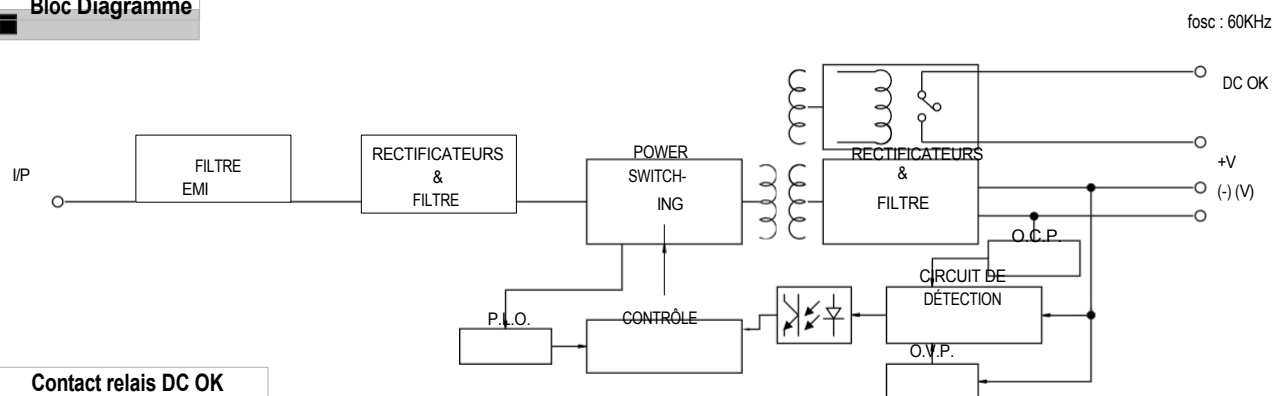 Bloc Diagramme
fosc : 60KHz
DC OK
I/P
FILTRE
EMI
RECTIFICATEURS
&
FILTRE
POWER
SWITCH-
ING
RECTIFICATEURS
&
FILTRE
+V
(-) (V)
O.C.P.
CIRCUIT DE
DÉTECTION
P.L.O.
CONTRÔLE
O.V.P.
Contact relais DC OK